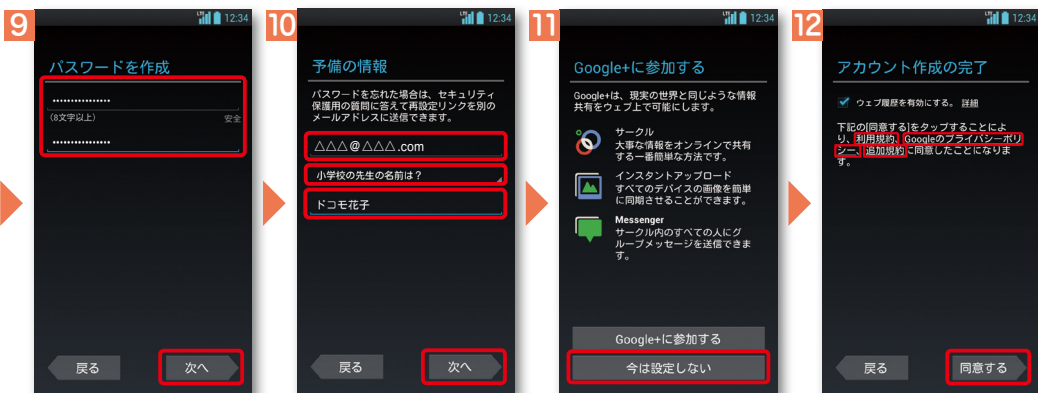 9
LTE 12:34
パスワードを作成
••••••••••••••••
(8文字以上) 安全
••••••••••••••••
戻る 次へ
10
LTE 12:34
予備の情報
パスワードを忘れた場合は、セキュリティ
保護用の質問に答えて再設定リンクを別の
メールアドレスに送信できます。
△△△@△△△.com
小学校の先生の名前は？
ドコモ花子
戻る 次へ
11
LTE 12:34
Google+に参加する
Google+は、現実の世界と同じような情報
共有をウェブ上で可能にします。
サークル
大事な情報をオンラインで共有
する一番簡単な方法です。
インスタントアップロード
すべてのデバイスの画像を簡単
に同期させることができます。
Messenger
サークル内のすべての人にグ
ループメッセージを送信できま
す。
Google+に参加する
今は設定しない
12
LTE 12:34
アカウント作成の完了
ウェブ履歴を有効にする。 詳細
下記の[同意する]をタップすることによ
り、利用規約、Googleのプライバシーポリ
シー、追加規約に同意したことになりま
す。
戻る 同意する